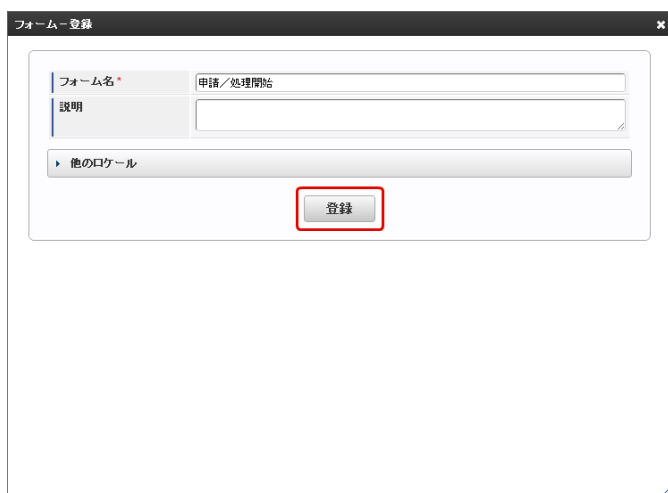 フォーム－登録
フォーム名*
申請／処理開始
説明
他のロケール
登録